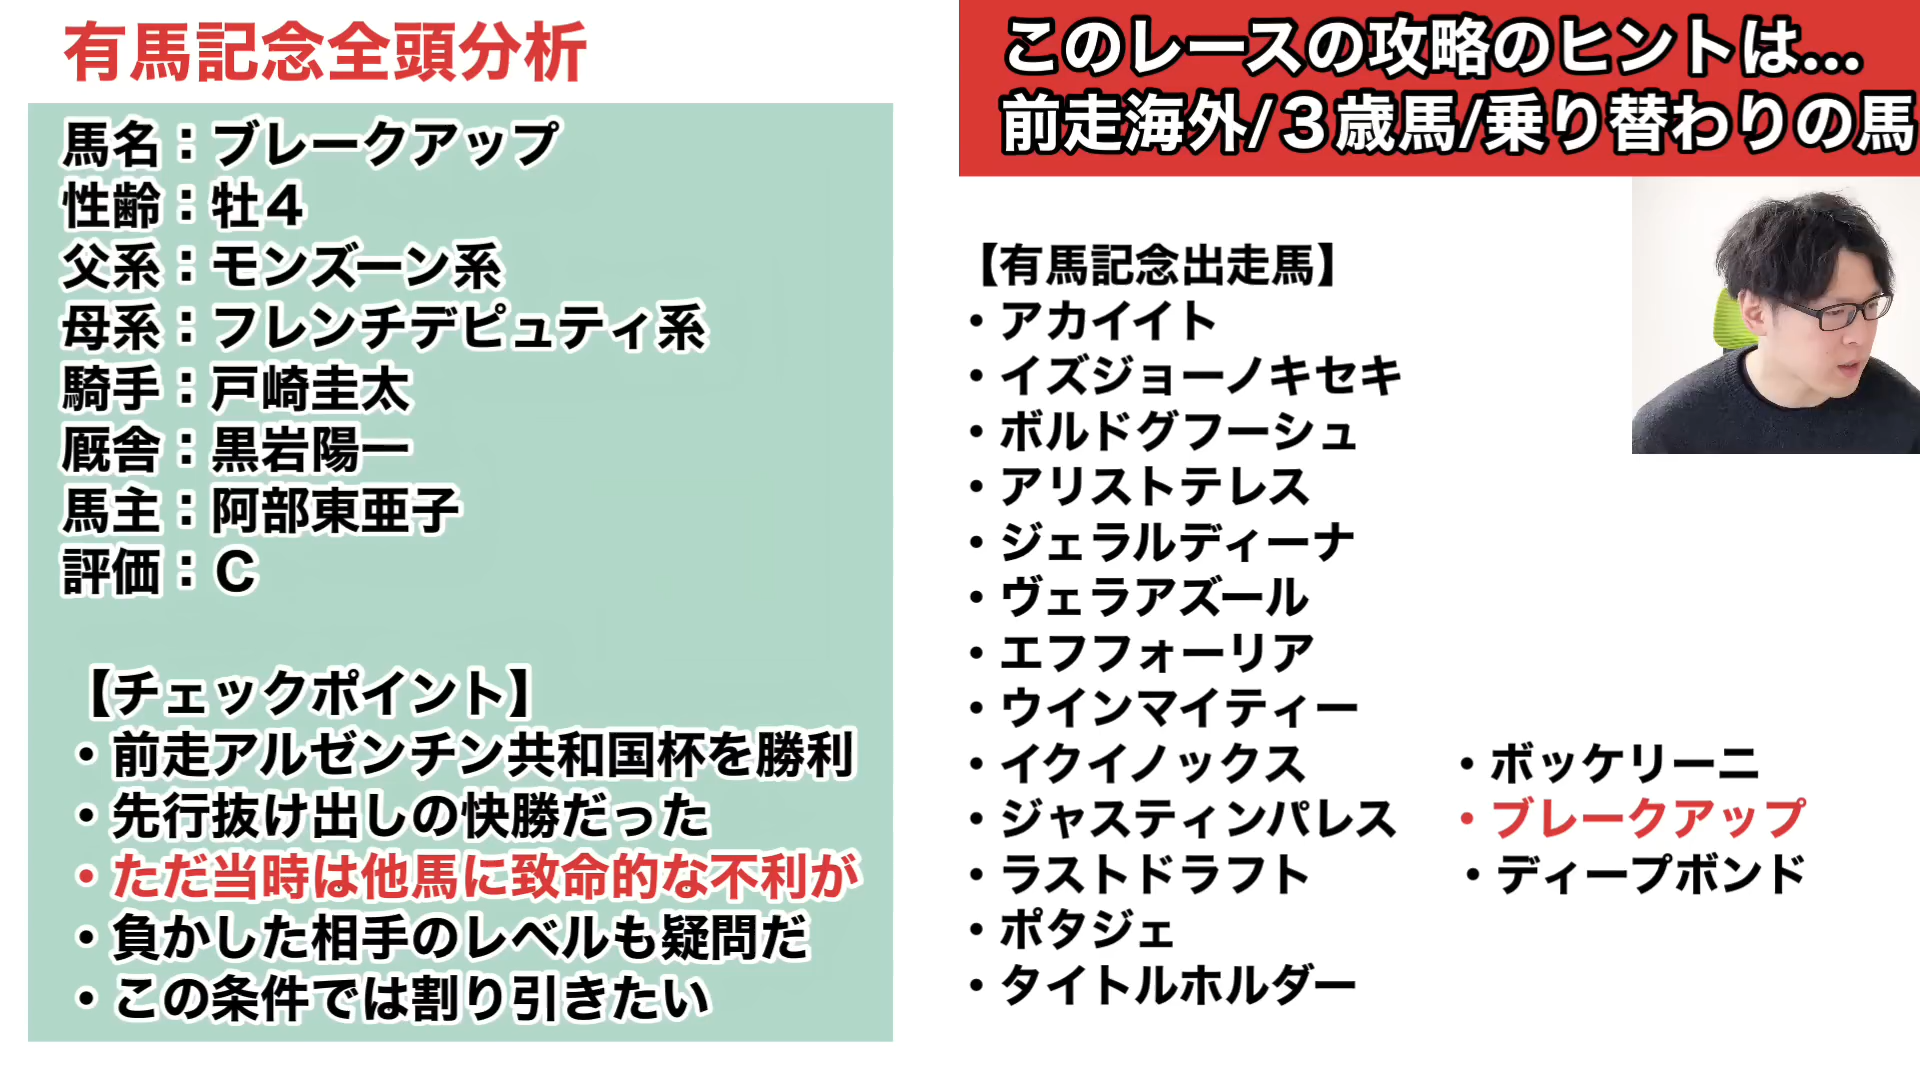 有馬記念全頭分析
馬名：ブレークアップ
性齢：牡４
父系：モンズーン系
母系：フレンチデピュティ系
騎手：戸崎圭太
厩舎：黒岩陽一
馬主：阿部東亜子
評価：Ｃ
【チェックポイント】
・前走アルゼンチン共和国杯を勝利
・先行抜け出しの快勝だった
・ただ当時は他馬に致命的な不利が
・負かした相手のレベルも疑問だ
・この条件では割り引きたい
このレースの攻略のヒントは...
前走海外/３歳馬/乗り替わりの馬
【有馬記念出走馬】
・アカイイト
・イズジョーノキセキ
・ボルドグフーシュ
・アリストテレス
・ジェラルディーナ
・ヴェラアズール
・エフフォーリア
・ウインマイティー
・イクイノックス
・ジャスティンパレス
・ラストドラフト
・ポタジェ
・タイトルホルダー
・ボッケリーニ
・ブレークアップ
・ディープボンド